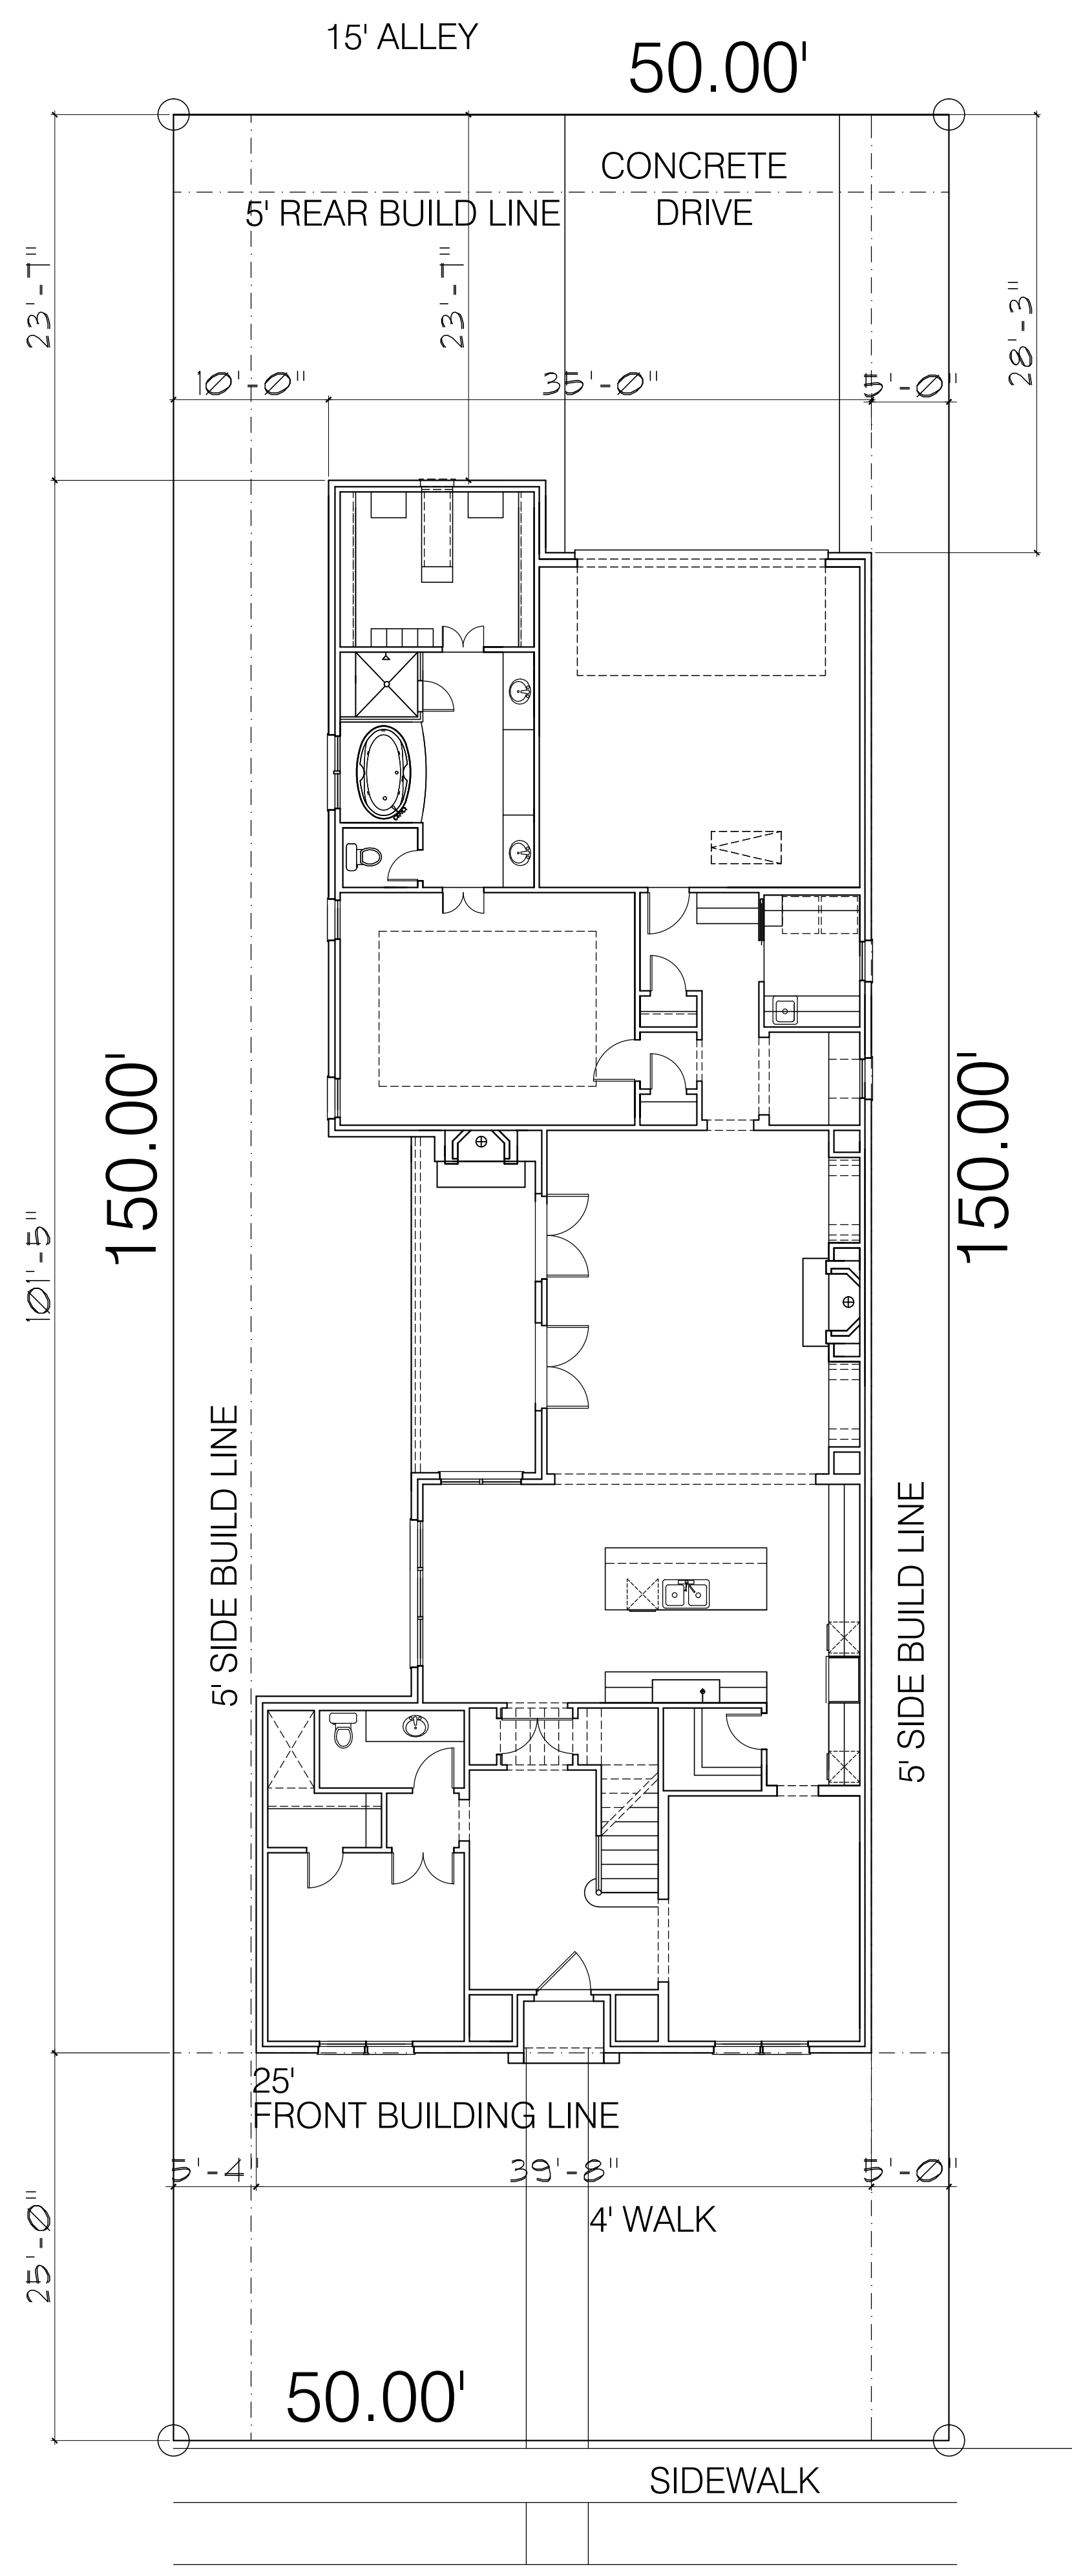 15' ALLEY
50.00'
CONCRETE
DRIVE
5' REAR BUILD LINE
23'-7"
23'-7"
28'-3"
10'-0"
35'-0"
5'-0"
150.00'
150.00'
101'-5"
5' SIDE BUILD LINE
5' SIDE BUILD LINE
25'
FRONT BUILDING LINE
5'-4"
39'-8"
5'-0"
4' WALK
25'-0"
50.00'
SIDEWALK